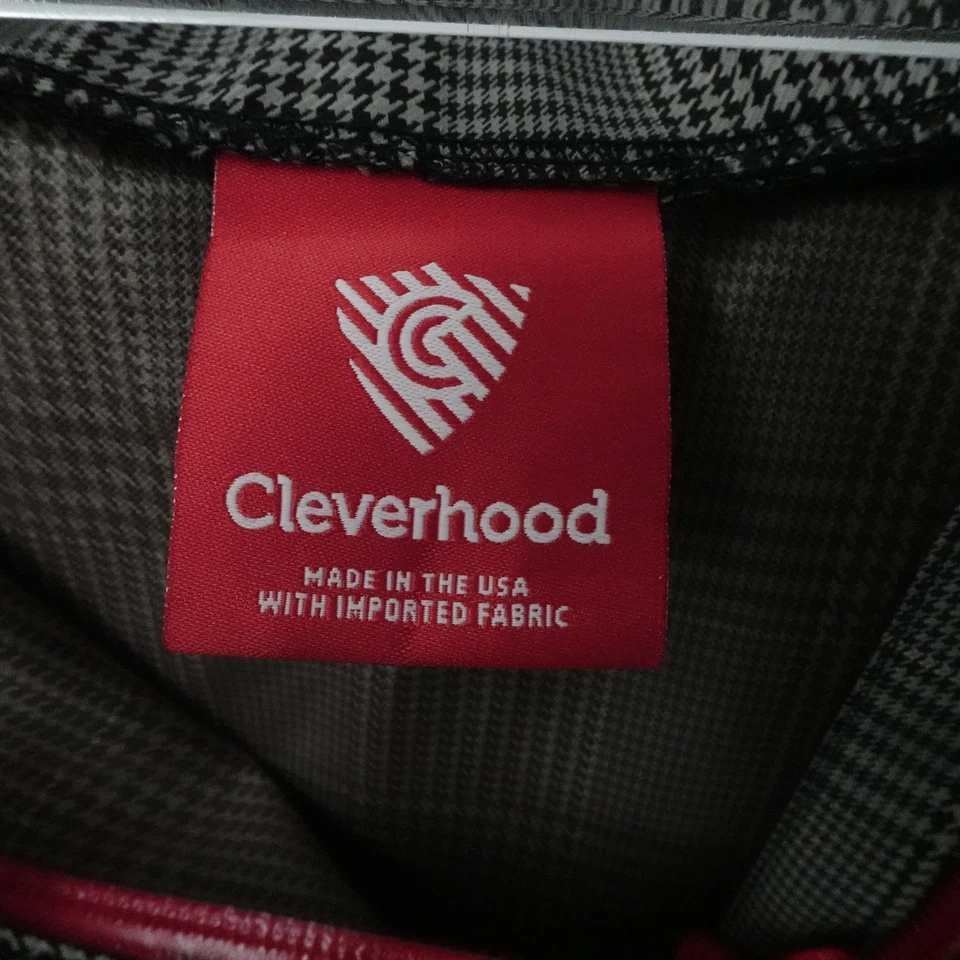 Cleverhood
MADE IN THE USA
WITH IMPORTED FABRIC